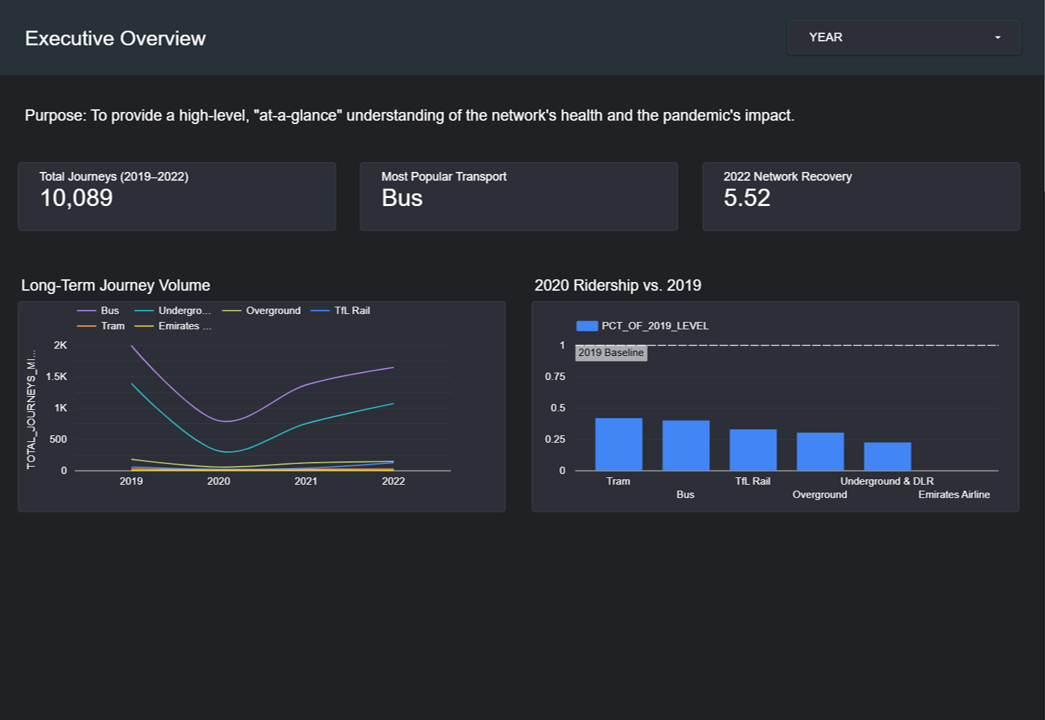 Executive Overview
YEAR
Purpose: To provide a high-level, "at-a-glance" understanding of the network's health and the pandemic's impact.
Total Journeys (2019–2022)
10,089
Most Popular Transport
Bus
2022 Network Recovery
5.52
Long-Term Journey Volume
Bus Undergro... Overground TfL Rail
Tram Emirates ...
TOTAL_JOURNEYS_MI...
2K
1.5K
1K
500
0
2019 2020 2021 2022
2020 Ridership vs. 2019
PCT_OF_2019_LEVEL
1
2019 Baseline
0.75
0.5
0.25
0
Tram TfL Rail Underground & DLR
Bus Overground Emirates Airline